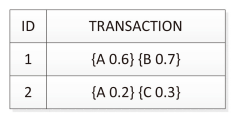 ID TRANSACTION
1 {A 0.6} {B 0.7}
2 {A 0.2} {C 0.3}